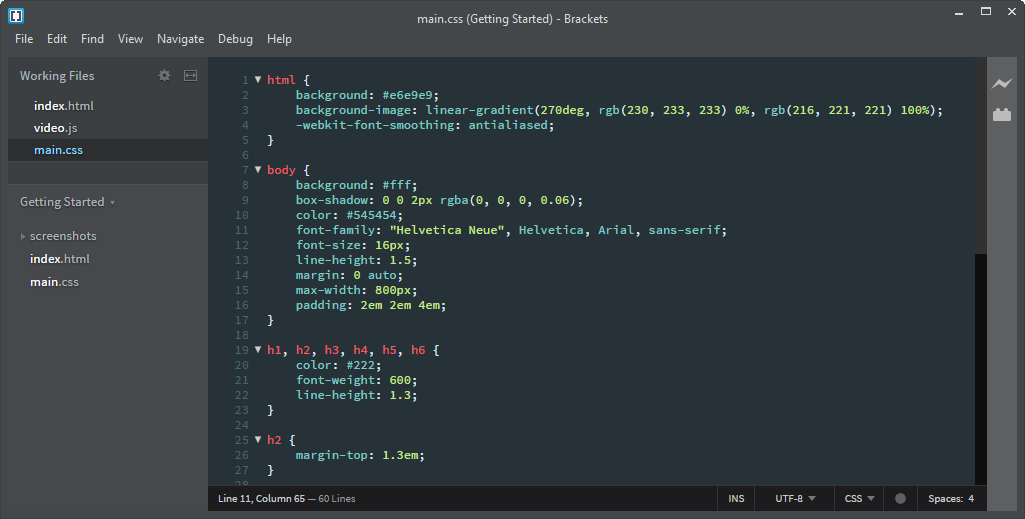 main.css (Getting Started) - Brackets
File Edit Find View Navigate Debug Help
Working Files
index.html
video.js
main.css
Getting Started
screenshots
index.html
main.css
1 html {
2     background: #e6e9e9;
3     background-image: linear-gradient(270deg, rgb(230, 233, 233) 0%, rgb(216, 221, 221) 100%);
4     -webkit-font-smoothing: antialiased;
5 }
6
7 body {
8     background: #fff;
9     box-shadow: 0 0 2px rgba(0, 0, 0, 0.06);
10     color: #545454;
11     font-family: "Helvetica Neue", Helvetica, Arial, sans-serif;
12     font-size: 16px;
13     line-height: 1.5;
14     margin: 0 auto;
15     max-width: 800px;
16     padding: 2em 2em 4em;
17 }
18
19 h1, h2, h3, h4, h5, h6 {
20     color: #222;
21     font-weight: 600;
22     line-height: 1.3;
23 }
24
25 h2 {
26     margin-top: 1.3em;
27 }
28
Line 11, Column 65 — 60 Lines INS UTF-8 CSS Spaces: 4